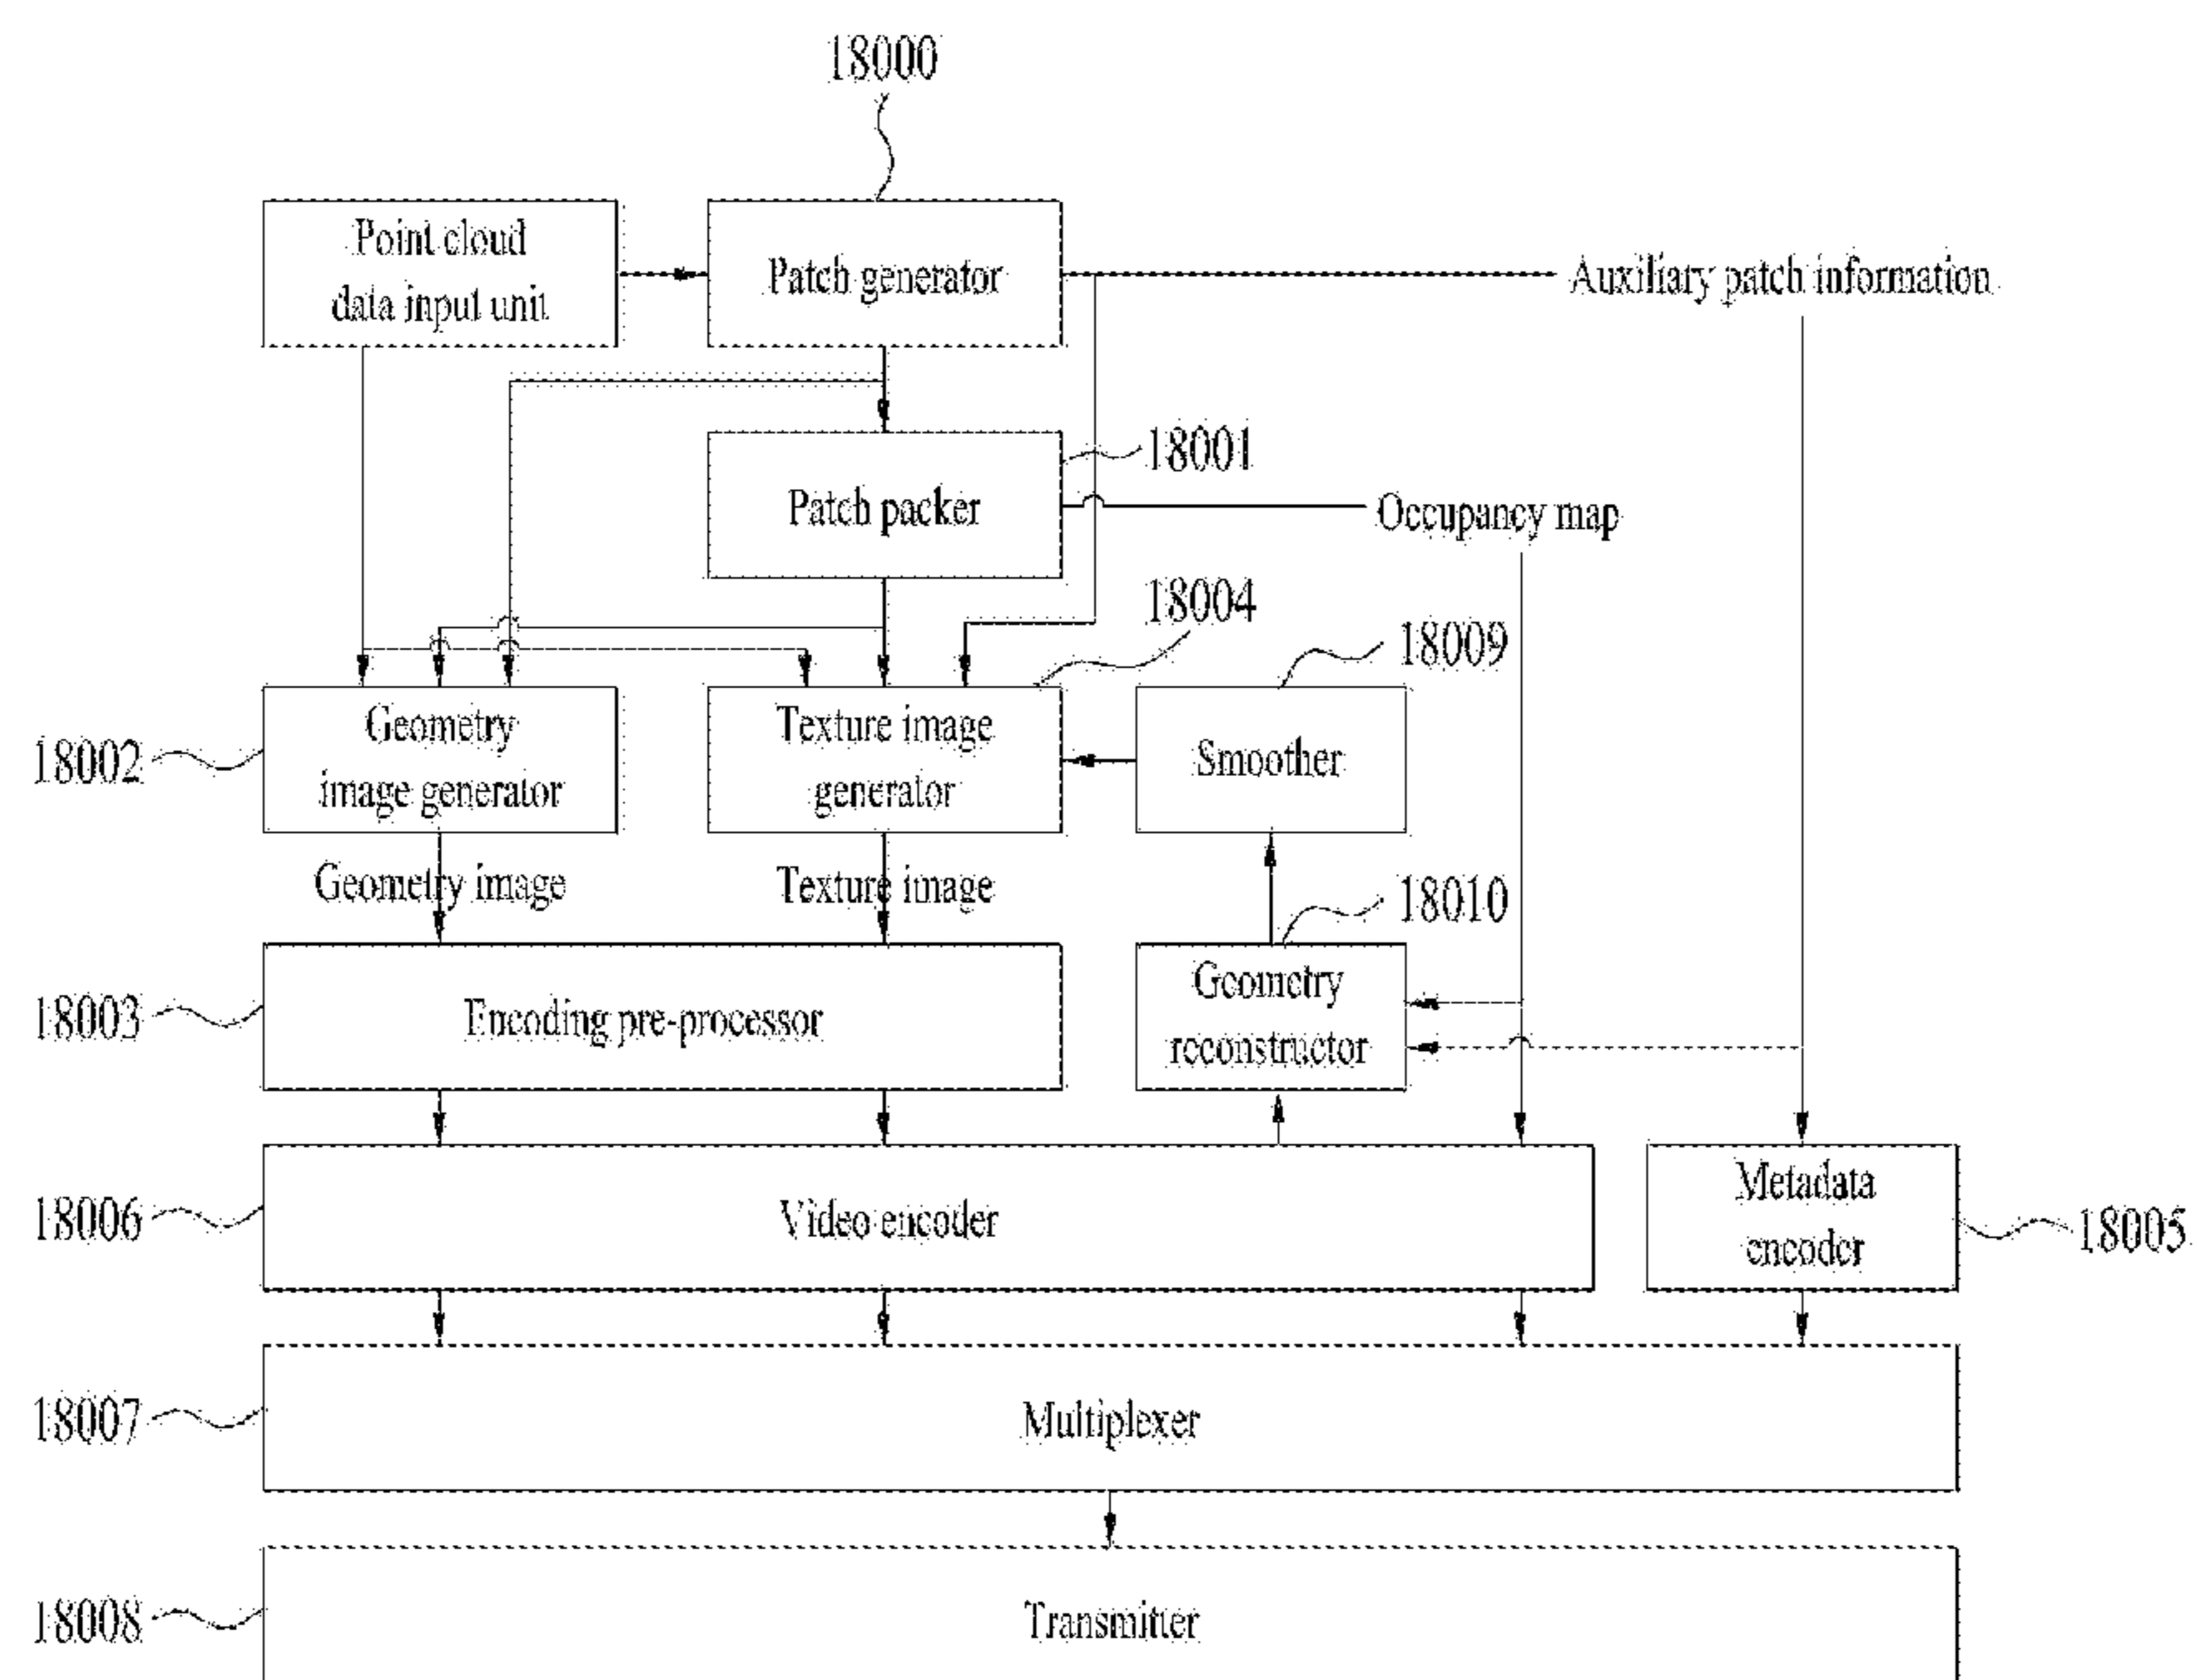 18000
Point cloud
data input unit
Patch generator
Auxiliary patch information
18001
Patch packer
Occupancy map
18004
18009
18002
Geometry
image generator
Texture image
generator
Smoother
Geometry image
Texture image
18010
18003
Encoding pre-processor
Geometry
reconstructor
18006
Video encoder
Metadata
encoder
18005
18007
Multiplexer
18008
Transmitter